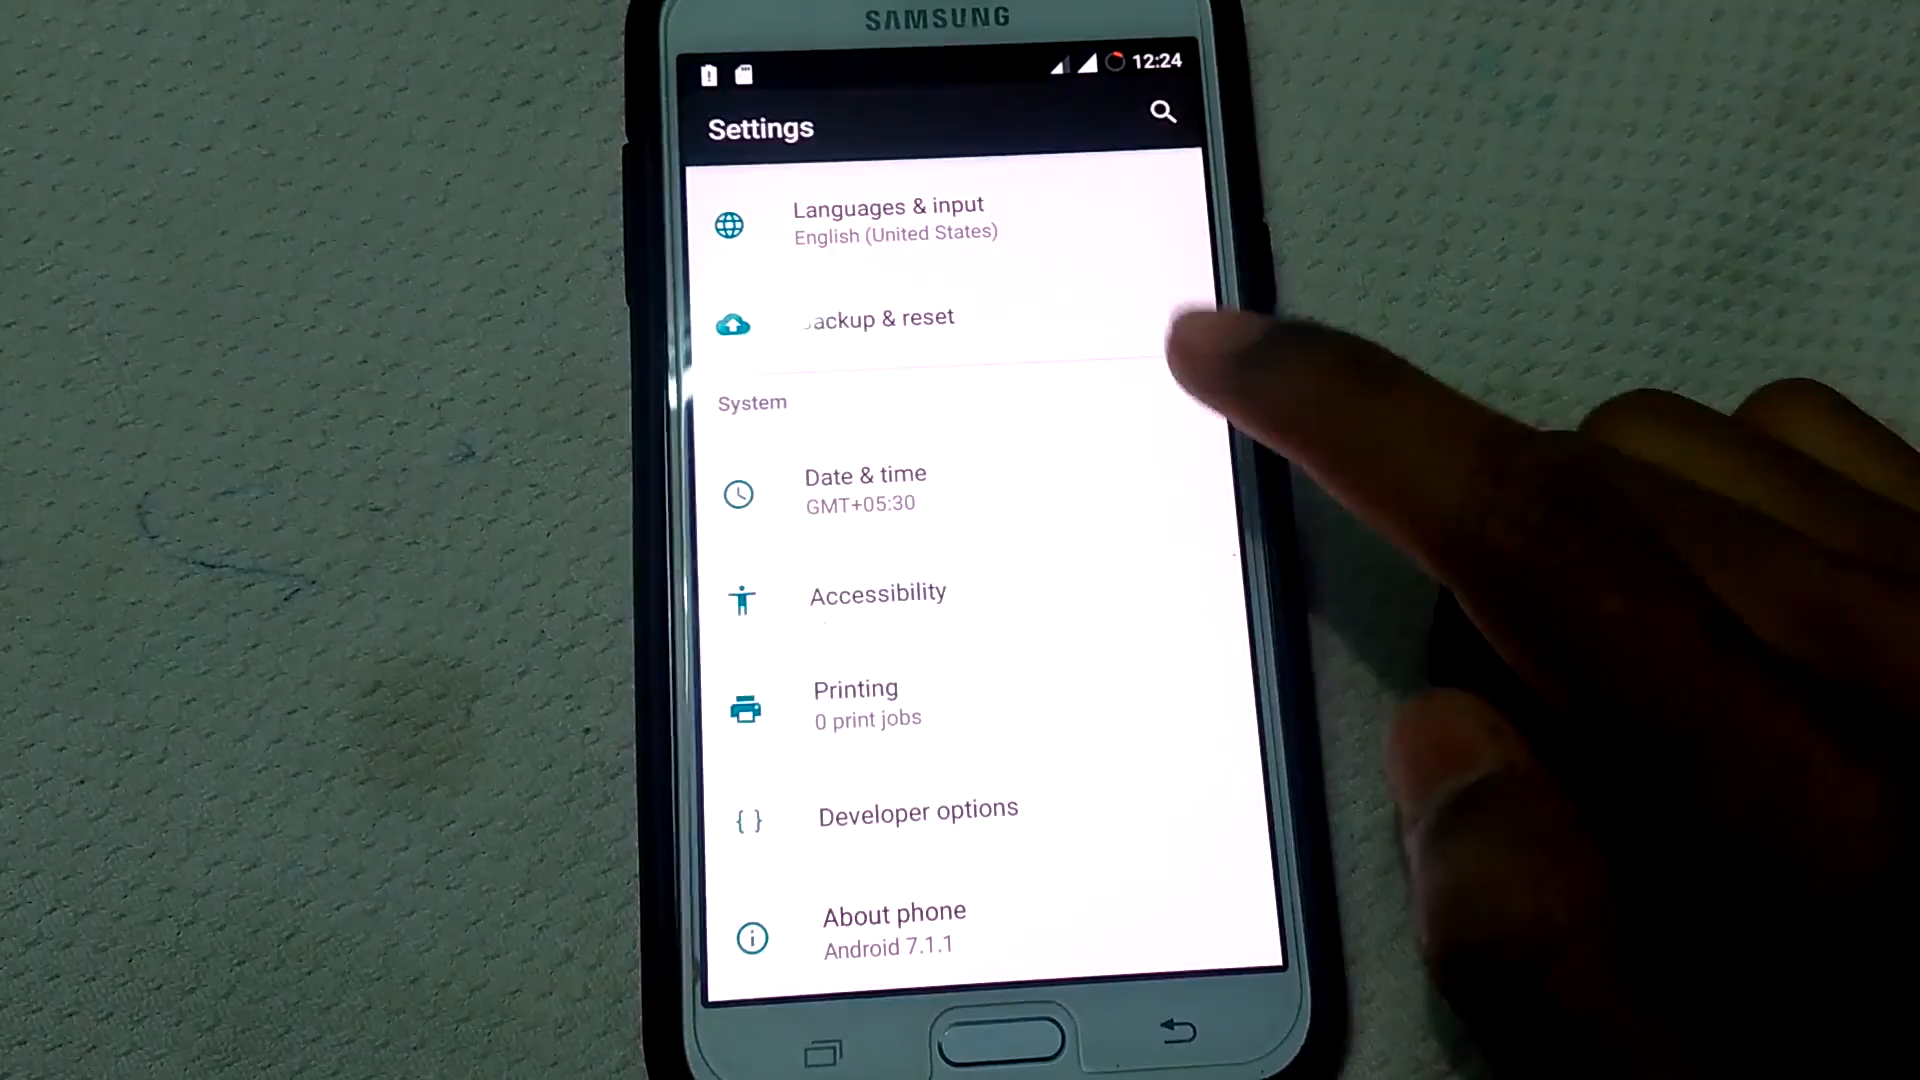 SAMSUNG
12:24
Settings
Languages & input
English (United States)
ackup & reset
System
Date & time
GMT+05:30
Accessibility
Printing
0 print jobs
{ } Developer options
About phone
Android 7.1.1